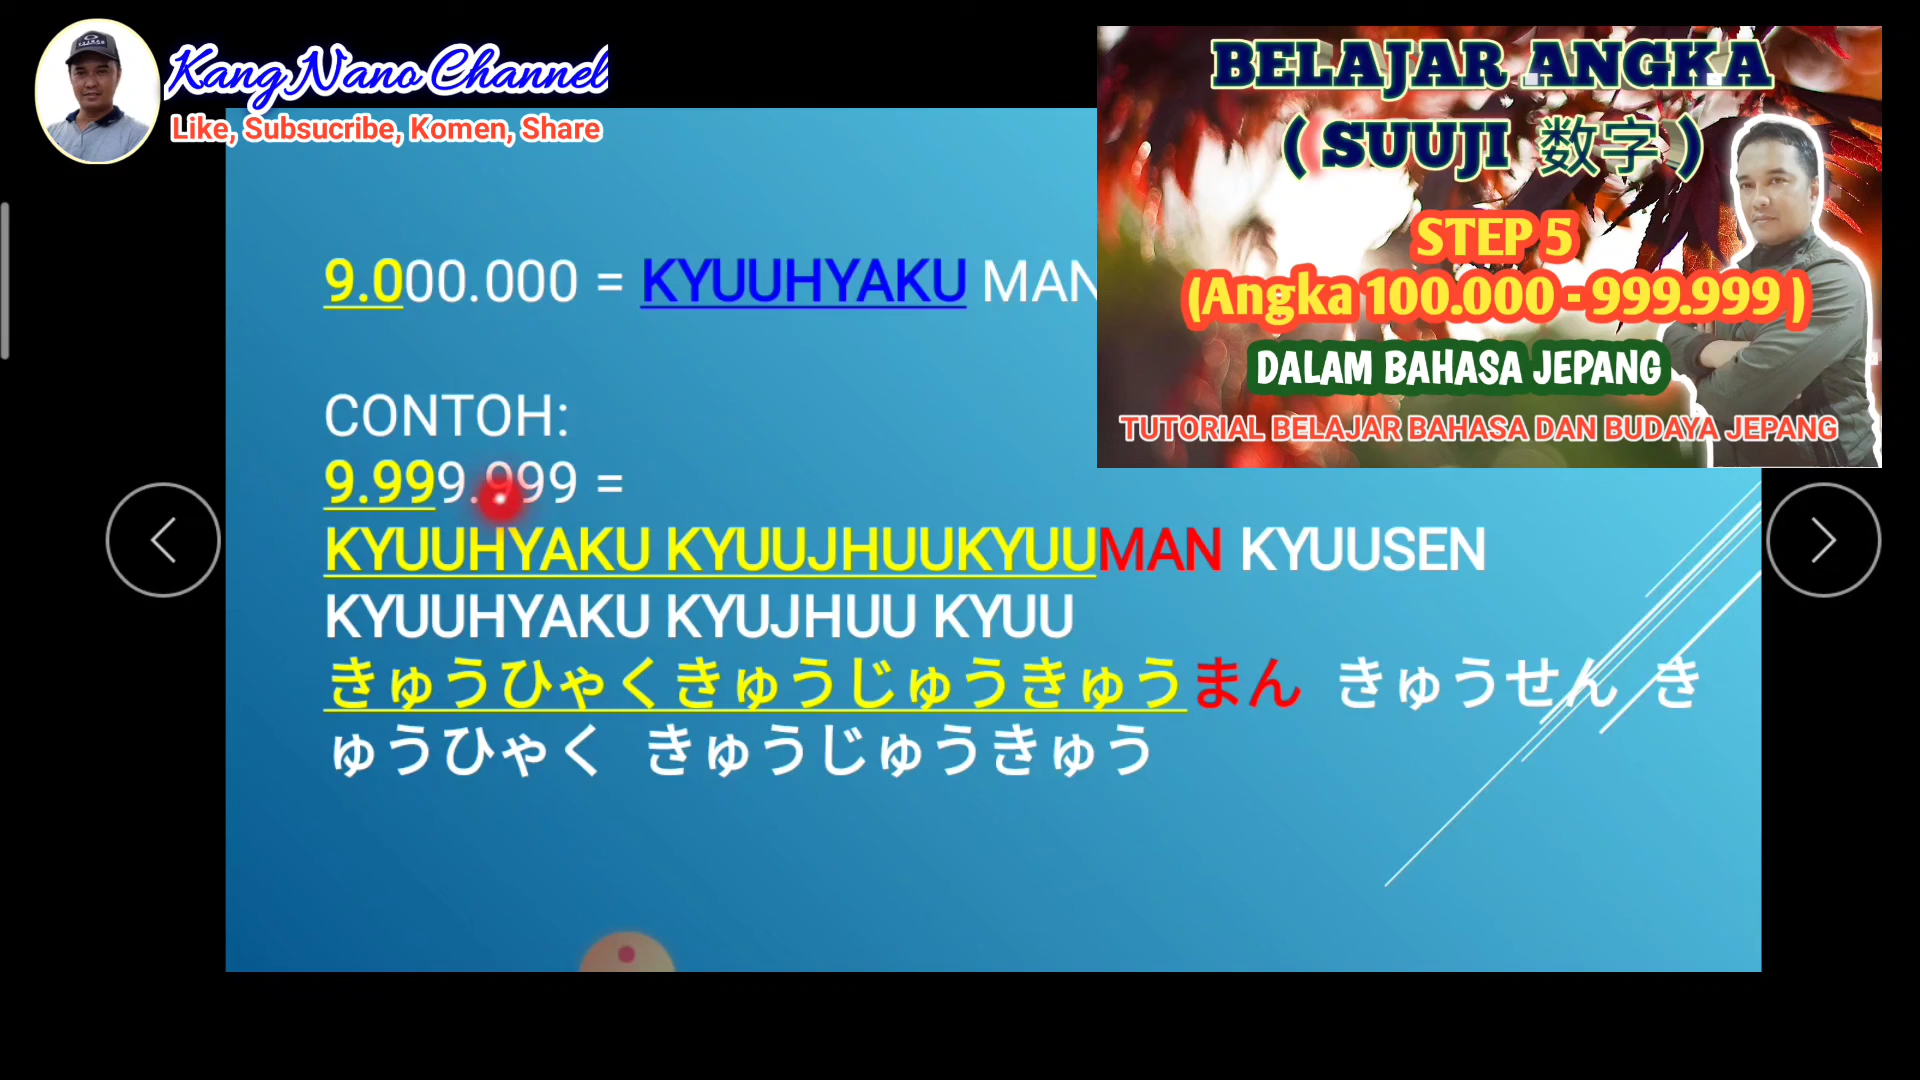 Kang Nano Channel
Like, Subsucribe, Komen, Share
BELAJAR ANGKA
( SUUJI 数字 )
STEP 5
(Angka 100.000 - 999.999 )
DALAM BAHASA JEPANG
TUTORIAL BELAJAR BAHASA DAN BUDAYA JEPANG
9.000.000 = KYUUHYAKU MAN
CONTOH:
9.999.999 =
KYUUHYAKU KYUUJHUUKYUUMAN KYUUSEN
KYUUHYAKU KYUJHUU KYUU
きゅうひゃくきゅうじゅうきゅうまん きゅうせん き
ゅうひゃく きゅうじゅうきゅう